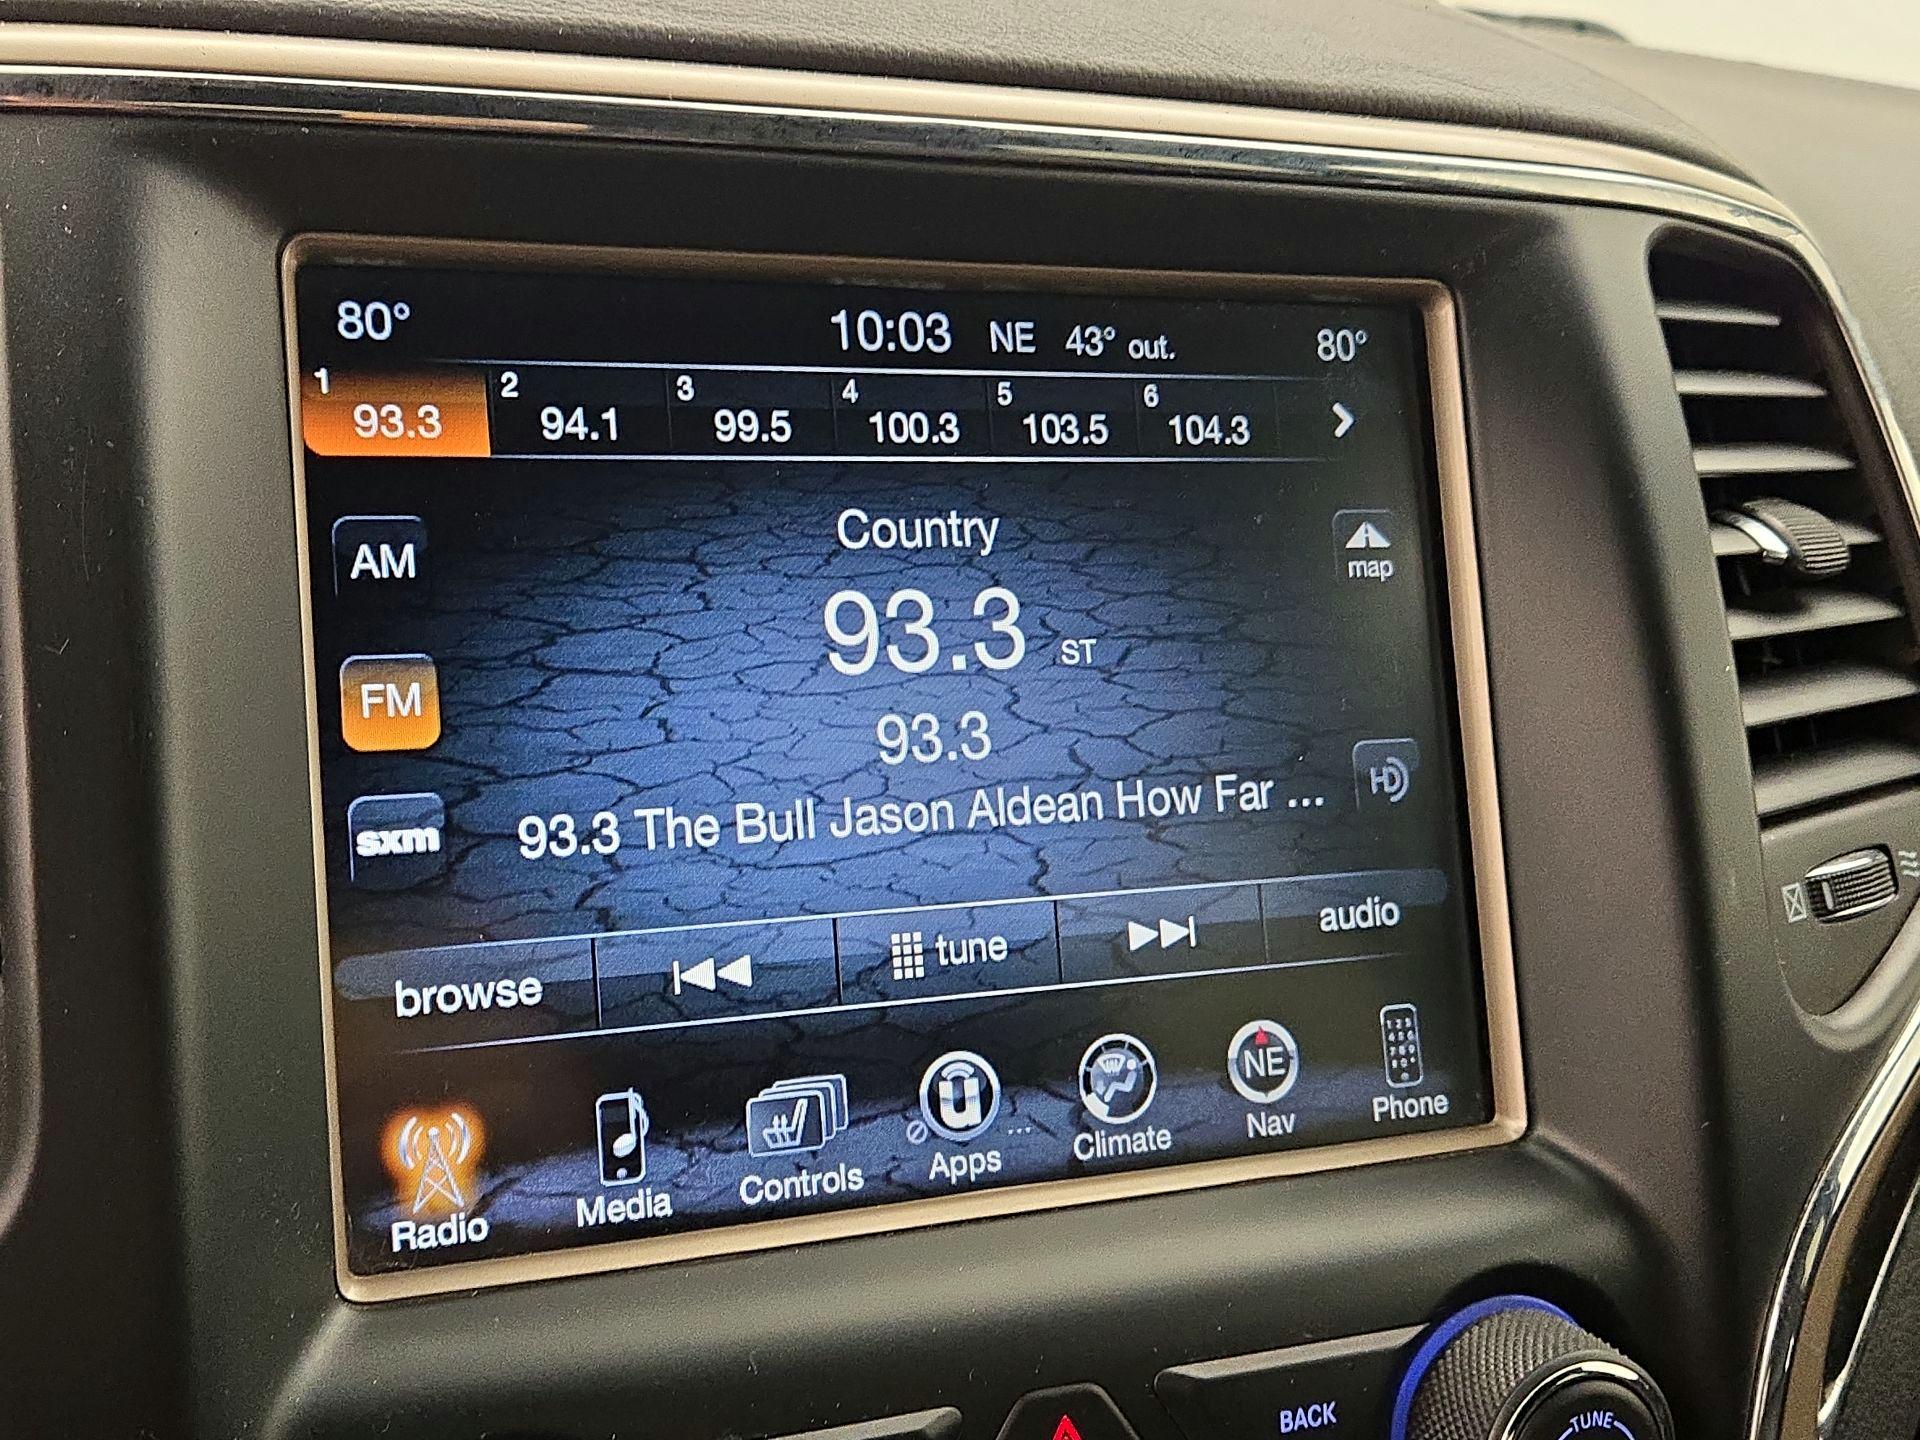 80° 10:03 NE 43° out. 80°
1 2 3 4 5 6
93.3 94.1 99.5 100.3 103.5 104.3
AM
Country
map
93.3 ST
FM
93.3
HD
sxm
93.3 The Bull Jason Aldean How Far ...
browse tune audio
NE
Radio Media Controls Apps ... Climate Nav Phone
BACK
TUNE